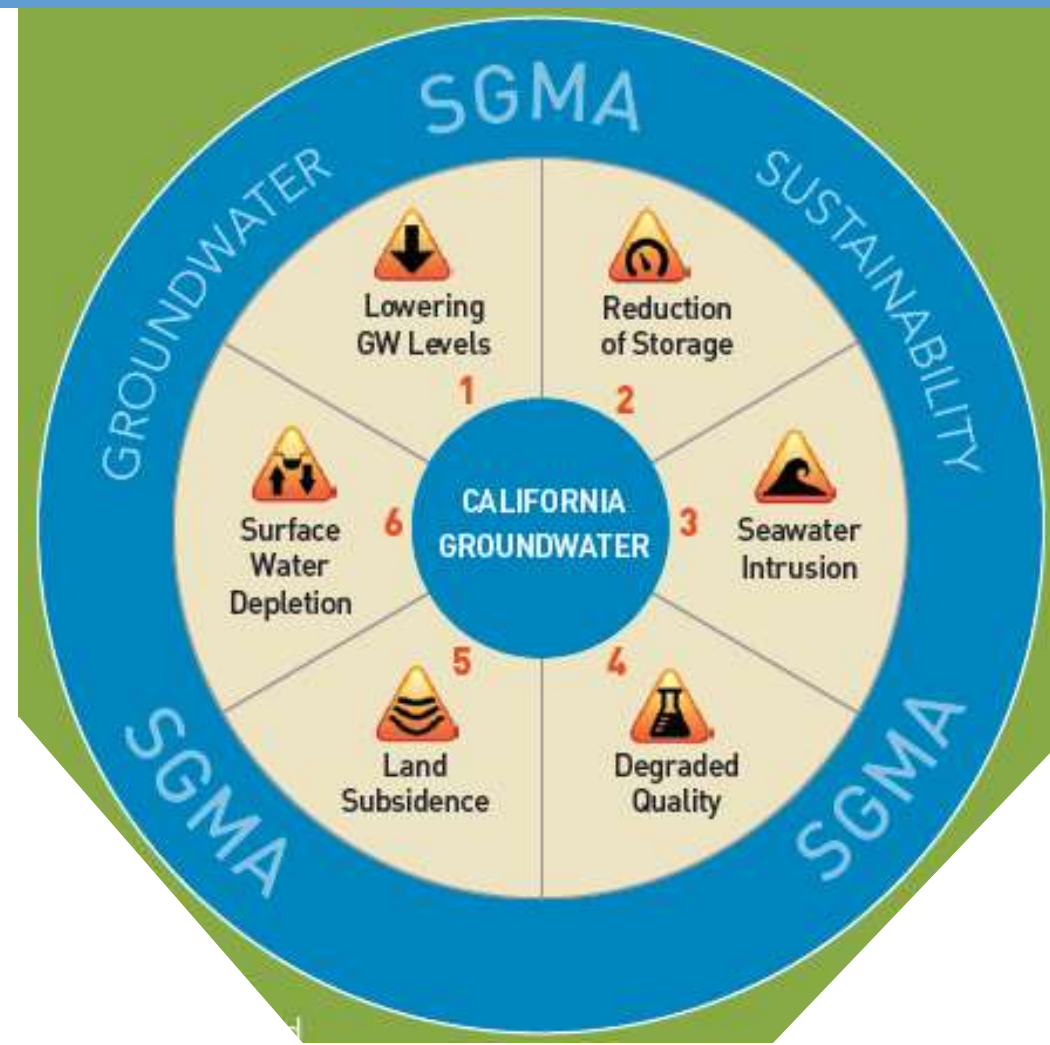 SGMA
GROUNDWATER
SUSTAINABILITY
Lowering
GW Levels
1
Reduction
of Storage
2
Seawater
Intrusion
3
Degraded
Quality
4
Land
Subsidence
5
Surface
Water
Depletion
6
CALIFORNIA
GROUNDWATER
SGMA
SGMA